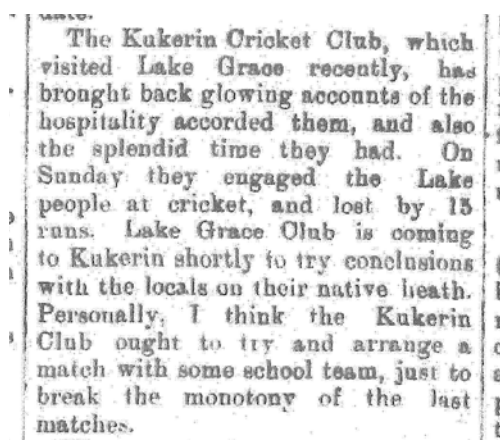 date.
The Kukerin Cricket Club, which
visited Lake Grace recently, has
brought back glowing accounts of the
hospitality accorded them, and also
the splendid time they had. On
Sunday they engaged the Lake
people at cricket, and lost by 15
runs. Lake Grace Club is coming
to Kukerin shortly to try conclusions
with the locals on their native heath.
Personally, I think the Kukerin
Club ought to try and arrange a
match with some school team, just to
break the monotony of the last
matches.